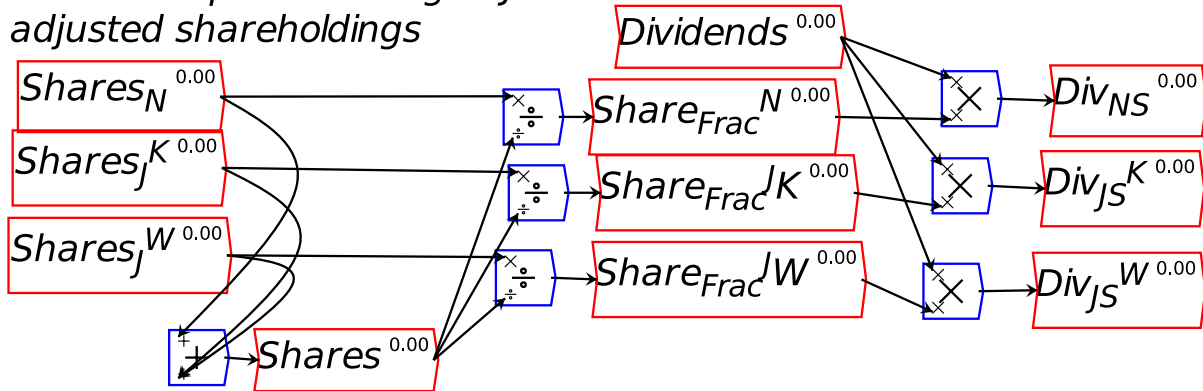 adjusted shareholdings
Dividends 0.00
Shares_N 0.00
Share_Frac^N 0.00
Div_NS 0.00
Shares_J^K 0.00
Share_Frac^JK 0.00
Div_JS^K 0.00
Shares_J^W 0.00
Share_Frac^JW 0.00
Div_JS^W 0.00
Shares 0.00